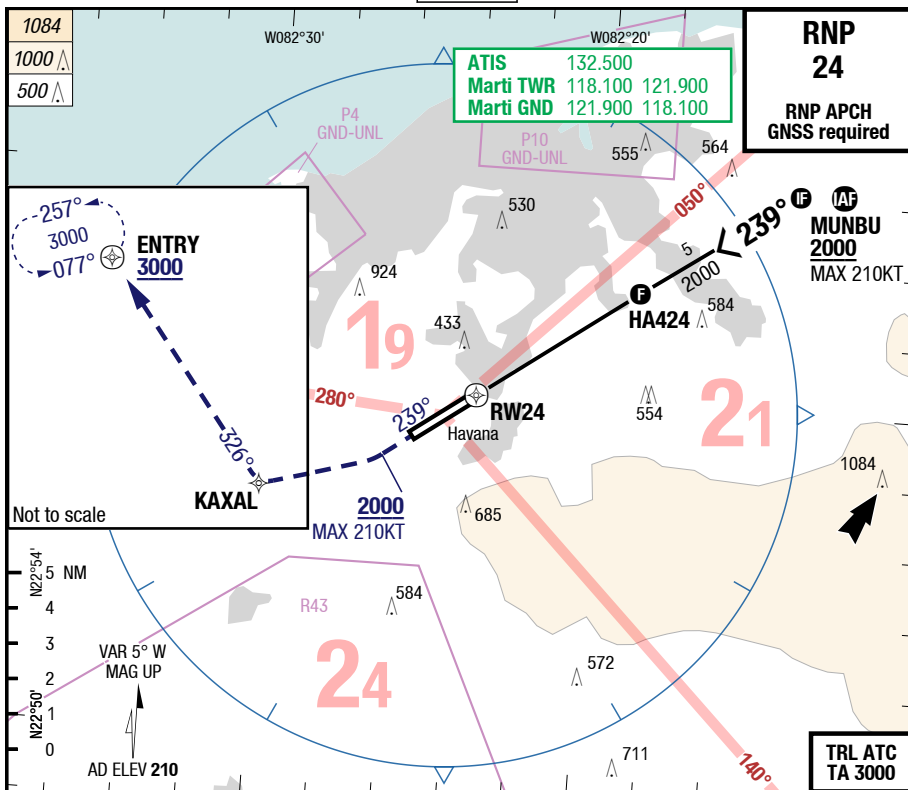 1084
1000
500
W082°30'
W082°20'
ATIS 132.500
Marti TWR 118.100 121.900
Marti GND 121.900 118.100
RNP
24
RNP APCH
GNSS required
P4
GND-UNL
P10
GND-UNL
555
564
050°
530
239° IF IAF
MUNBU
2000
MAX 210KT
5
2000
F
HA424
584
257°
3000
077°
ENTRY
3000
924
19
433
280°
239°
RW24
Havana
554
21
326°
KAXAL
2000
MAX 210KT
Not to scale
685
1084
N22°54'
5 NM
4
3
2
1
0
N22°50'
R43
584
24
572
711
140°
VAR 5° W
MAG UP
AD ELEV 210
TRL ATC
TA 3000